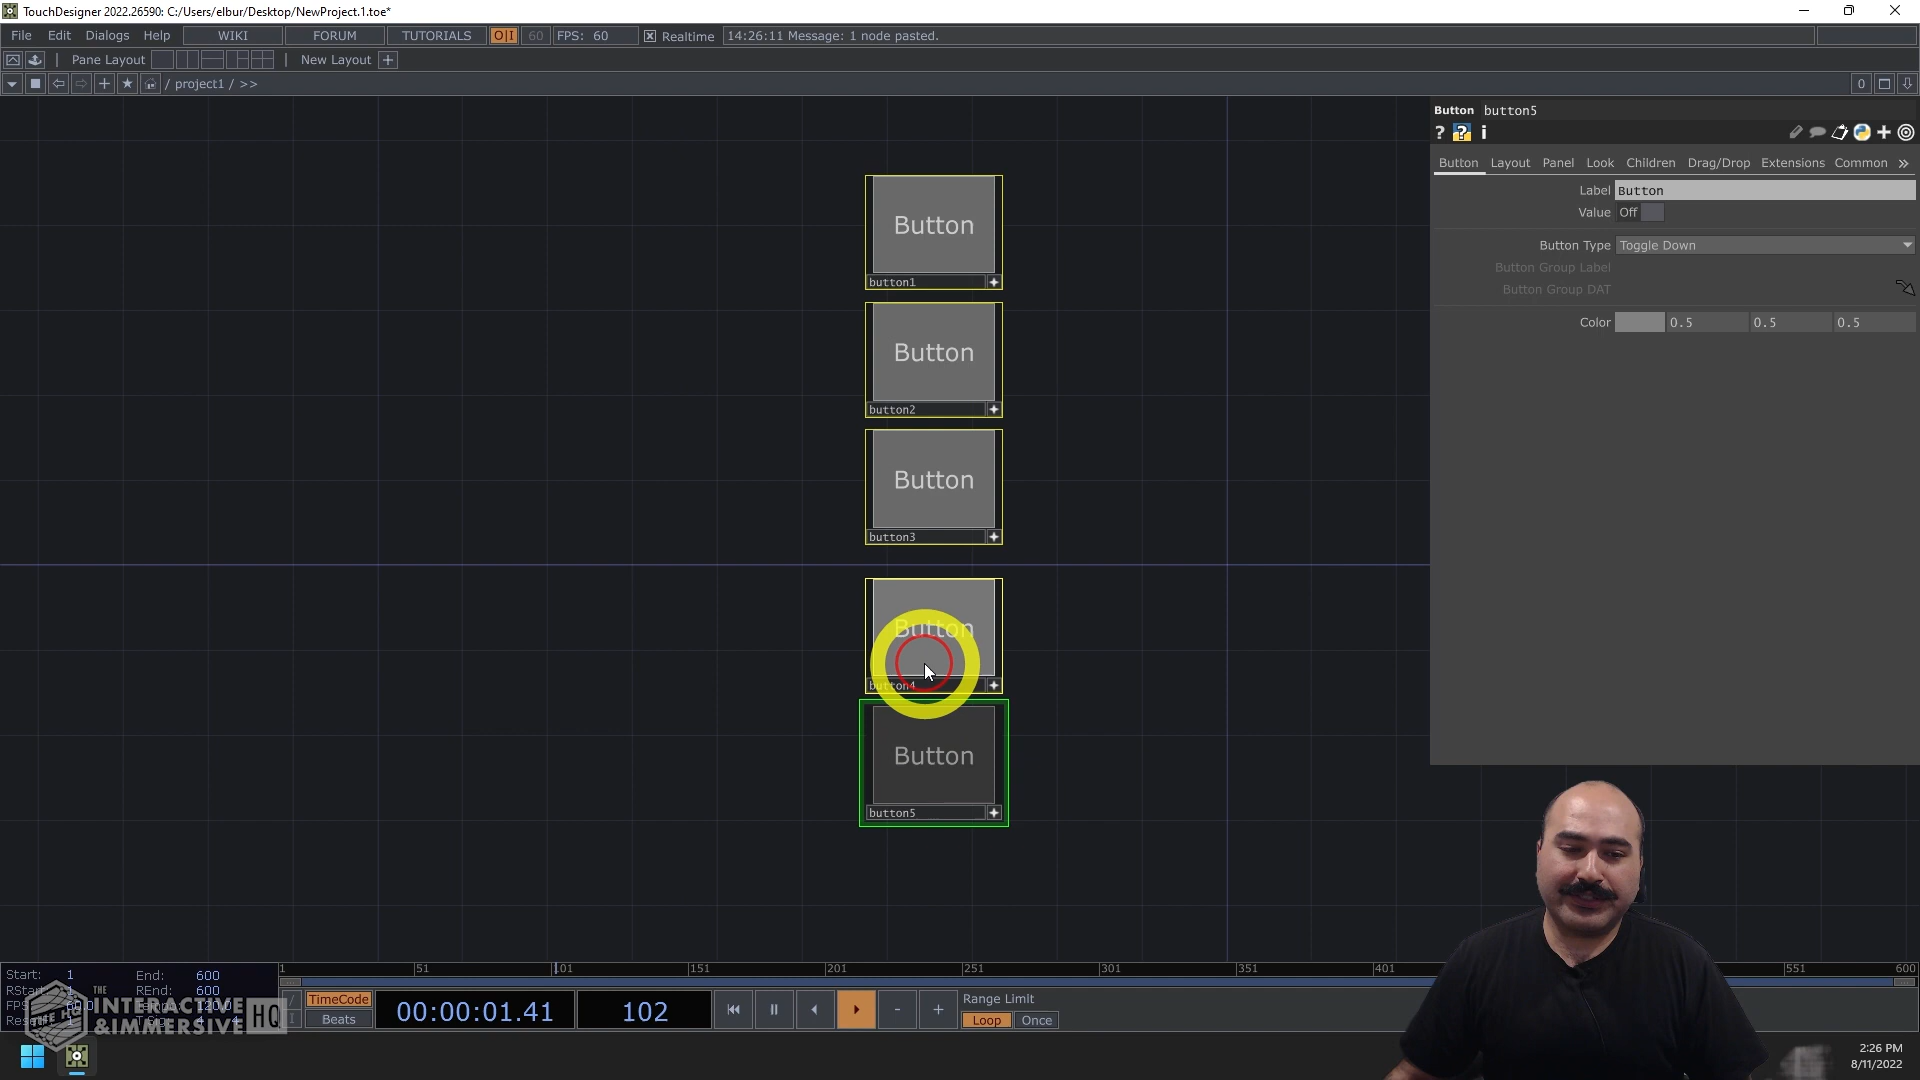 TouchDesigner 2022.26590: C:/Users/elbur/Desktop/NewProject.1.toe*
File Edit Dialogs Help WIKI FORUM TUTORIALS O|I 60 FPS: 60 Realtime 14:26:11 Message: 1 node pasted.
Pane Layout New Layout +
/ project1 / >> 0
Button button5
? ? i
Button Layout Panel Look Children Drag/Drop Extensions Common »
Label Button
Value Off
Button Type Toggle Down
Button Group Label
Button Group DAT
Color 0.5 0.5 0.5
Button
button1
Button
button2
Button
button3
Button
button4
Button
button5
1 51 101 151 201 251 301 351 401 551 600
Start: 1 End: 600
REnd: 600
TimeCode
Beats
00:00:01.41
102
- +
Range Limit
Loop Once
THE
INTERACTIVE
&IMMERSIVE HQ
2:26 PM
8/11/2022